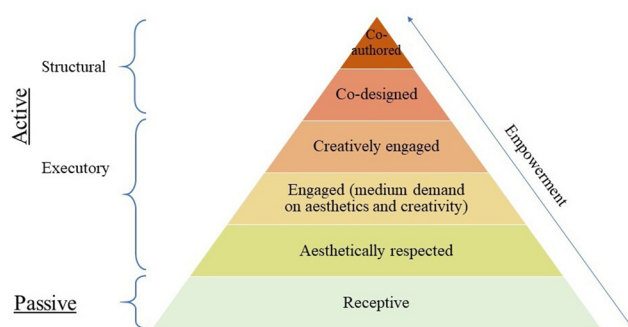 Structural
Active
Executory
Passive
Co-
authored
Co-designed
Creatively engaged
Engaged (medium demand
on aesthetics and creativity)
Aesthetically respected
Receptive
Empowerment